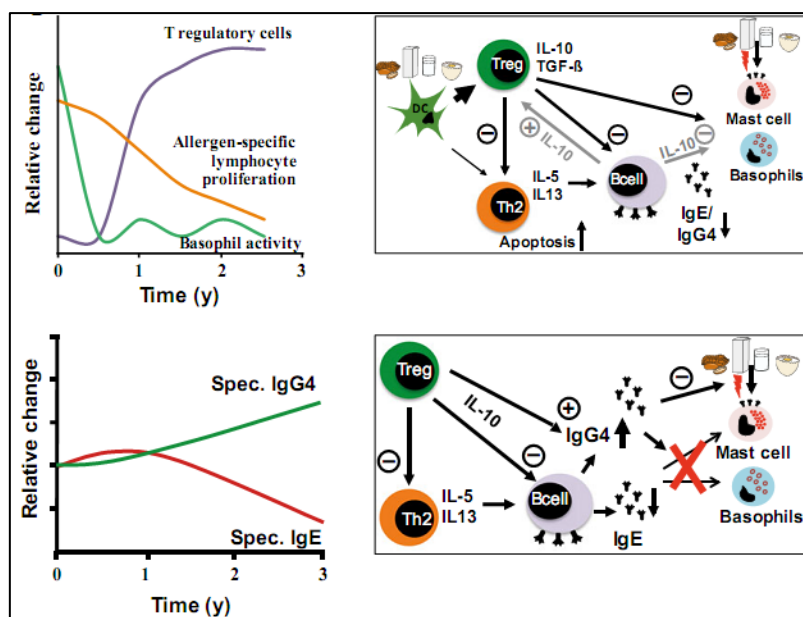 T regulatory cells
Allergen-specific
lymphocyte
proliferation
Basophil activity
Relative change
0
1
2
3
Time (y)
Treg
IL-10
TGF-ß
DC
IL-10
IL-10
Th2
IL-5
IL13
Bcell
Apoptosis
IgE/
IgG4
Mast cell
Basophils
Spec. IgG4
Spec. IgE
Relative change
0
1
2
3
Time (y)
Treg
IL-10
IgG4
Th2
IL-5
IL13
Bcell
IgE
Mast cell
Basophils